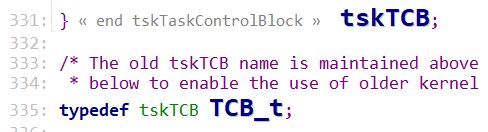 331: } « end tskTaskControlBlock » tskTCB;
332:
333: /* The old tskTCB name is maintained above
334: * below to enable the use of older kernel
335: typedef tskTCB TCB_t;